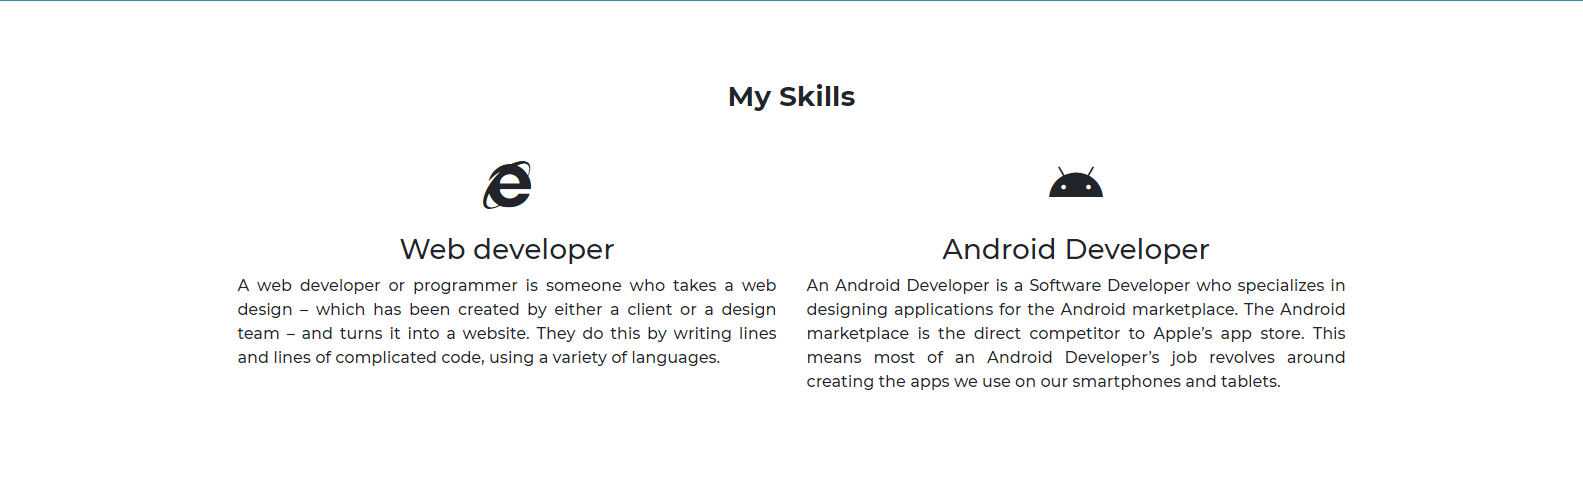 My Skills
Web developer
A web developer or programmer is someone who takes a web
design – which has been created by either a client or a design
team – and turns it into a website. They do this by writing lines
and lines of complicated code, using a variety of languages.
Android Developer
An Android Developer is a Software Developer who specializes in
designing applications for the Android marketplace. The Android
marketplace is the direct competitor to Apple’s app store. This
means most of an Android Developer’s job revolves around
creating the apps we use on our smartphones and tablets.